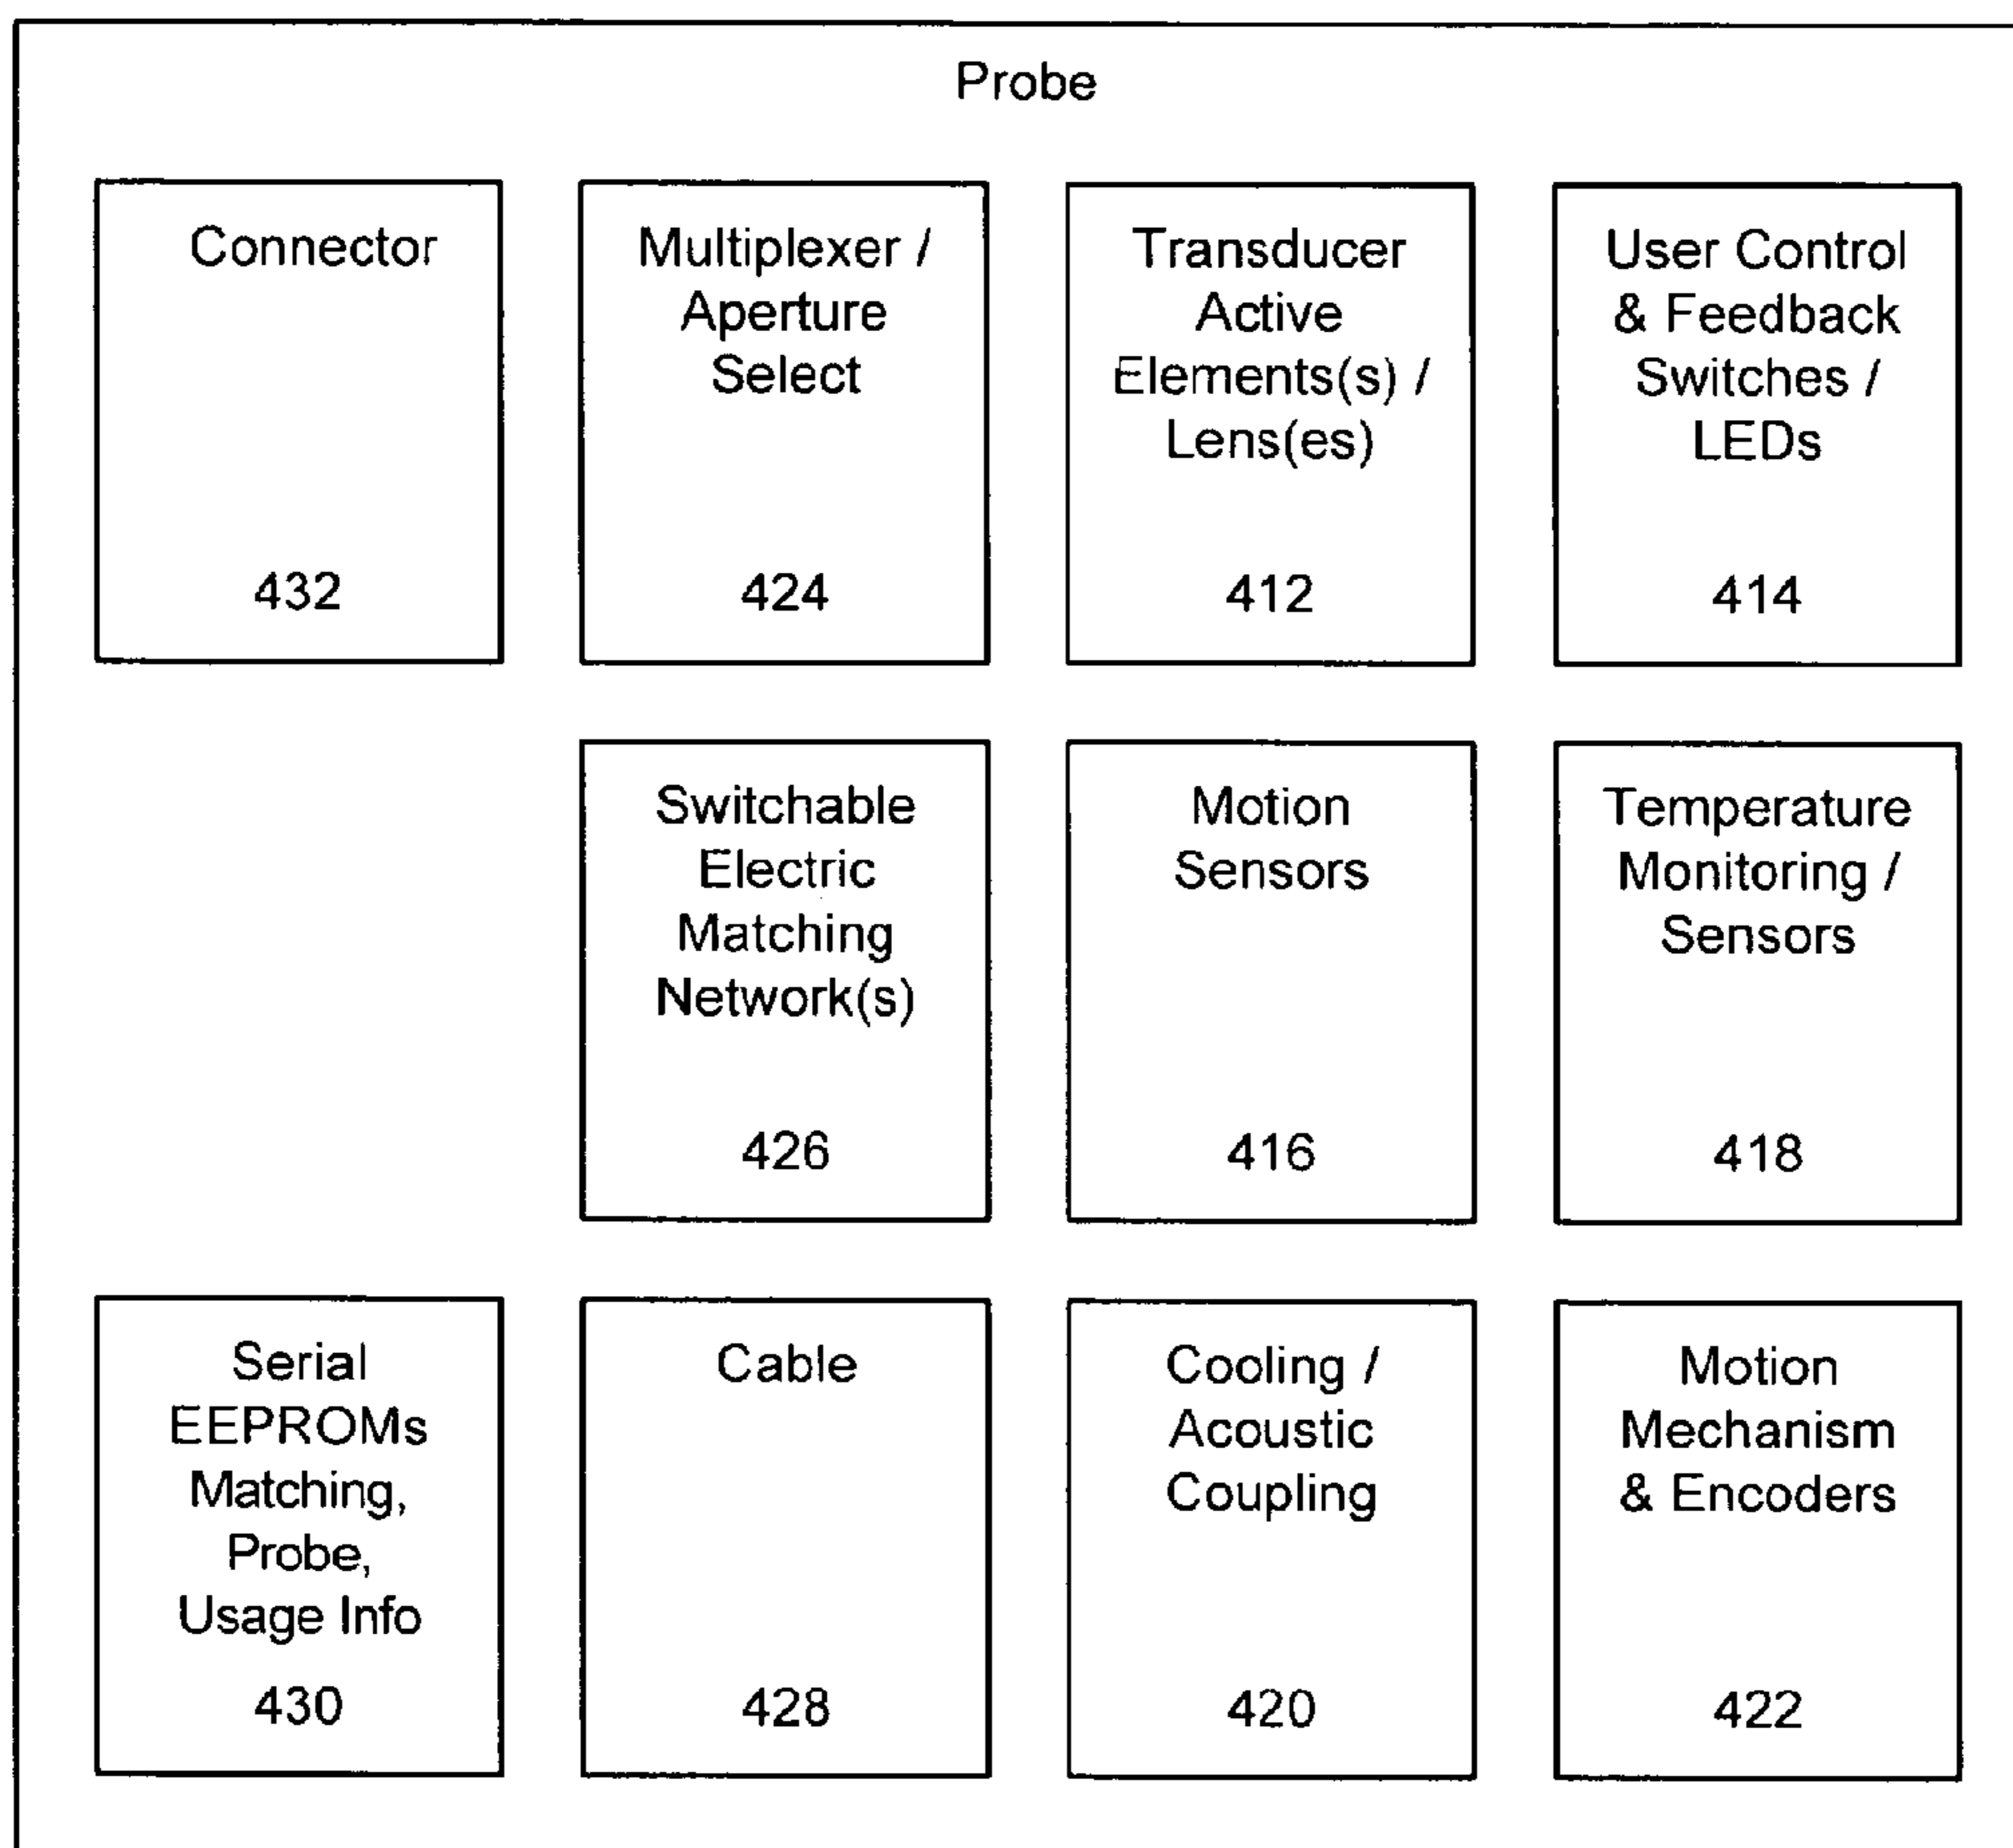 Probe
Connector
432
Multiplexer /
Aperture
Select
424
Transducer
Active
Elements(s) /
Lens(es)
412
User Control
& Feedback
Switches /
LEDs
414
Switchable
Electric
Matching
Network(s)
426
Motion
Sensors
416
Temperature
Monitoring /
Sensors
418
Serial
EEPROMs
Matching,
Probe,
Usage Info
430
Cable
428
Cooling /
Acoustic
Coupling
420
Motion
Mechanism
& Encoders
422